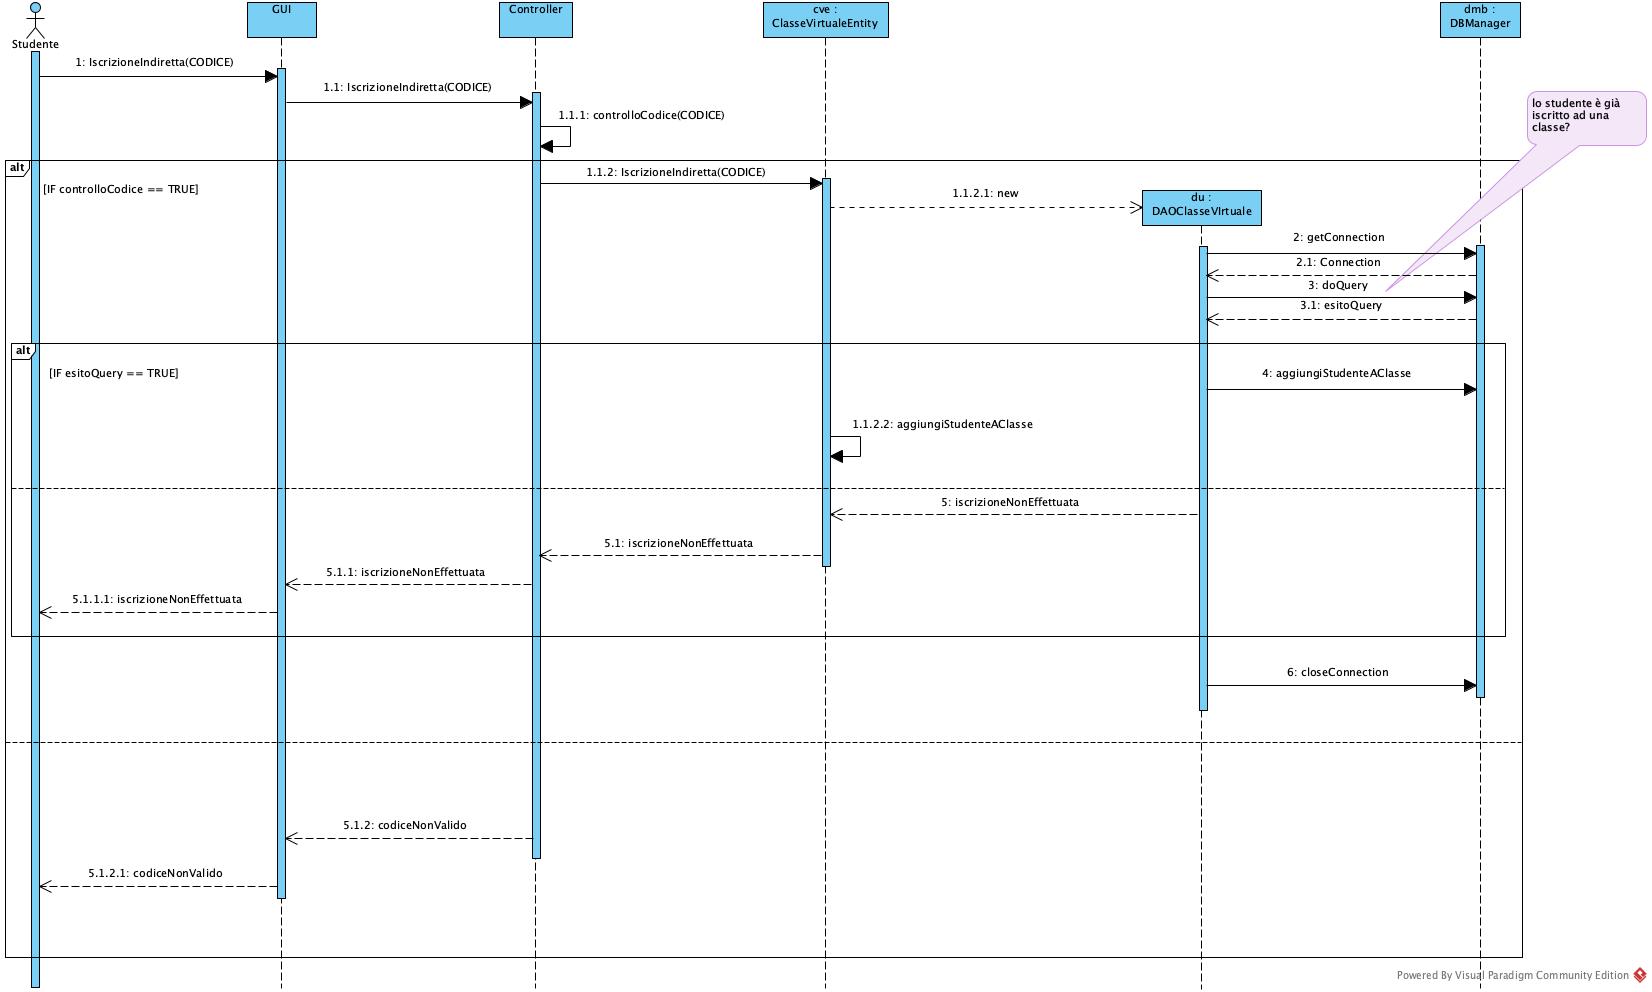 GUI
Controller
cve :
ClasseVirtualeEntity
dmb :
DBManager
Studente
1: IscrizioneIndiretta(CODICE)
1.1: IscrizioneIndiretta(CODICE)
1.1.1: controlloCodice(CODICE)
lo studente è già
iscritto ad una
classe?
alt
[IF controlloCodice == TRUE]
1.1.2: IscrizioneIndiretta(CODICE)
1.1.2.1: new
du :
DAOClasseVIrtuale
2: getConnection
2.1: Connection
3: doQuery
3.1: esitoQuery
alt
[IF esitoQuery == TRUE]
4: aggiungiStudenteAClasse
1.1.2.2: aggiungiStudenteAClasse
5: iscrizioneNonEffettuata
5.1: iscrizioneNonEffettuata
5.1.1: iscrizioneNonEffettuata
5.1.1.1: iscrizioneNonEffettuata
6: closeConnection
5.1.2: codiceNonValido
5.1.2.1: codiceNonValido
Powered By Visual Paradigm Community Edition